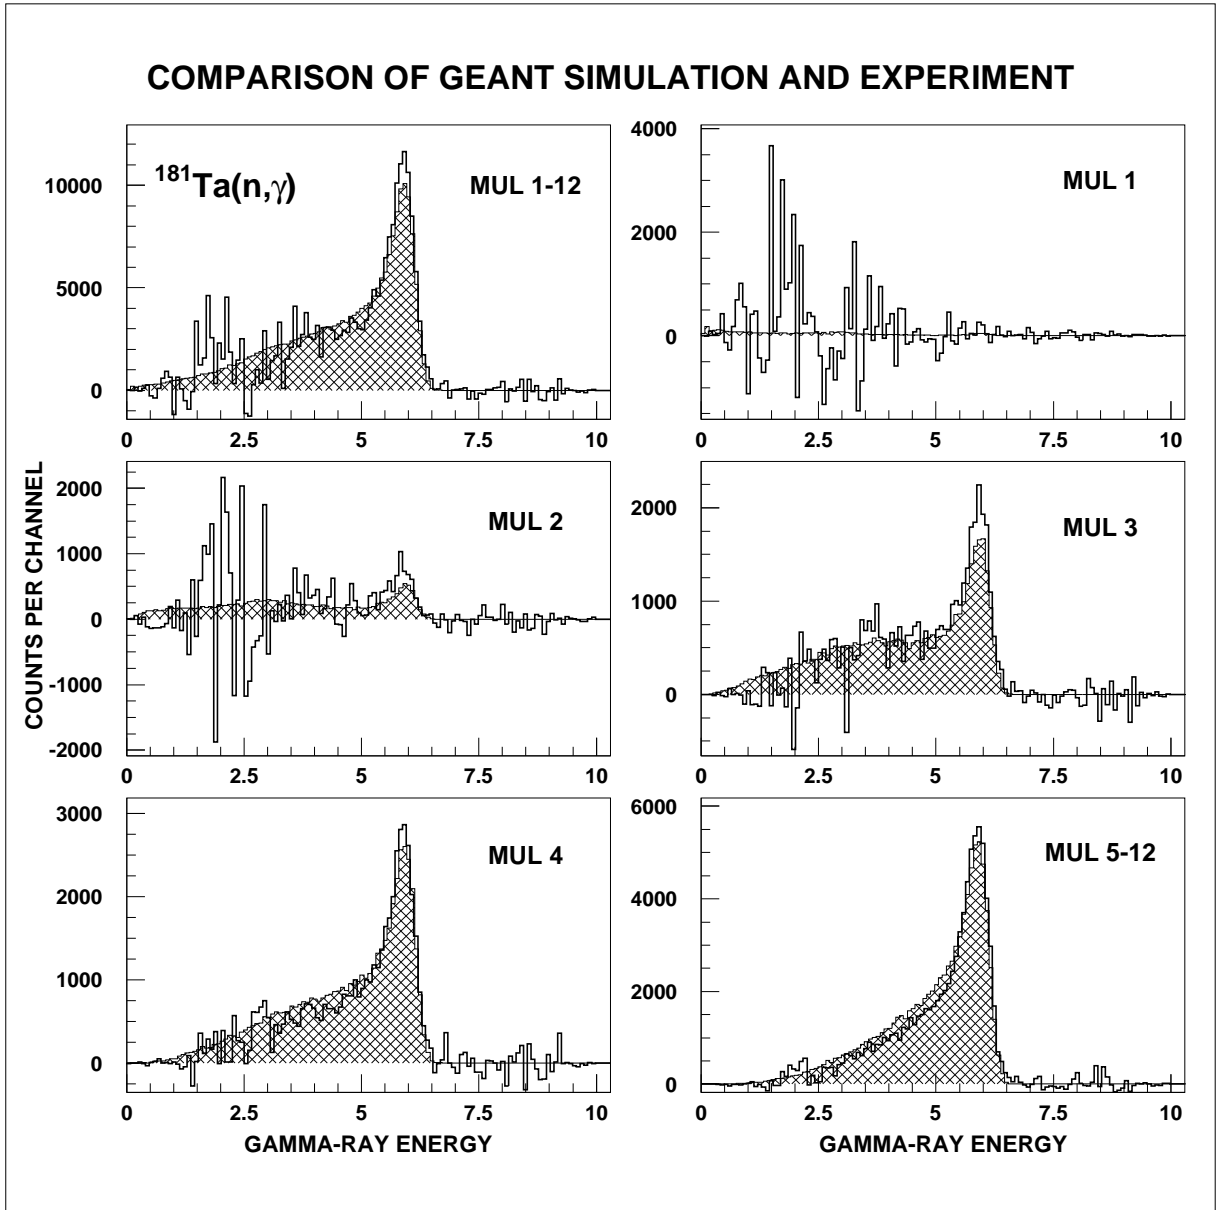 COMPARISON OF GEANT SIMULATION AND EXPERIMENT
¹⁸¹Ta(n,γ)
MUL 1-12
10000
5000
0
0 2.5 5 7.5 10
MUL 1
4000
2000
0
0 2.5 5 7.5 10
COUNTS PER CHANNEL
MUL 2
2000
1000
0
-1000
-2000
0 2.5 5 7.5 10
MUL 3
2000
1000
0
0 2.5 5 7.5 10
MUL 4
3000
2000
1000
0
0 2.5 5 7.5 10
GAMMA-RAY ENERGY
MUL 5-12
6000
4000
2000
0
0 2.5 5 7.5 10
GAMMA-RAY ENERGY